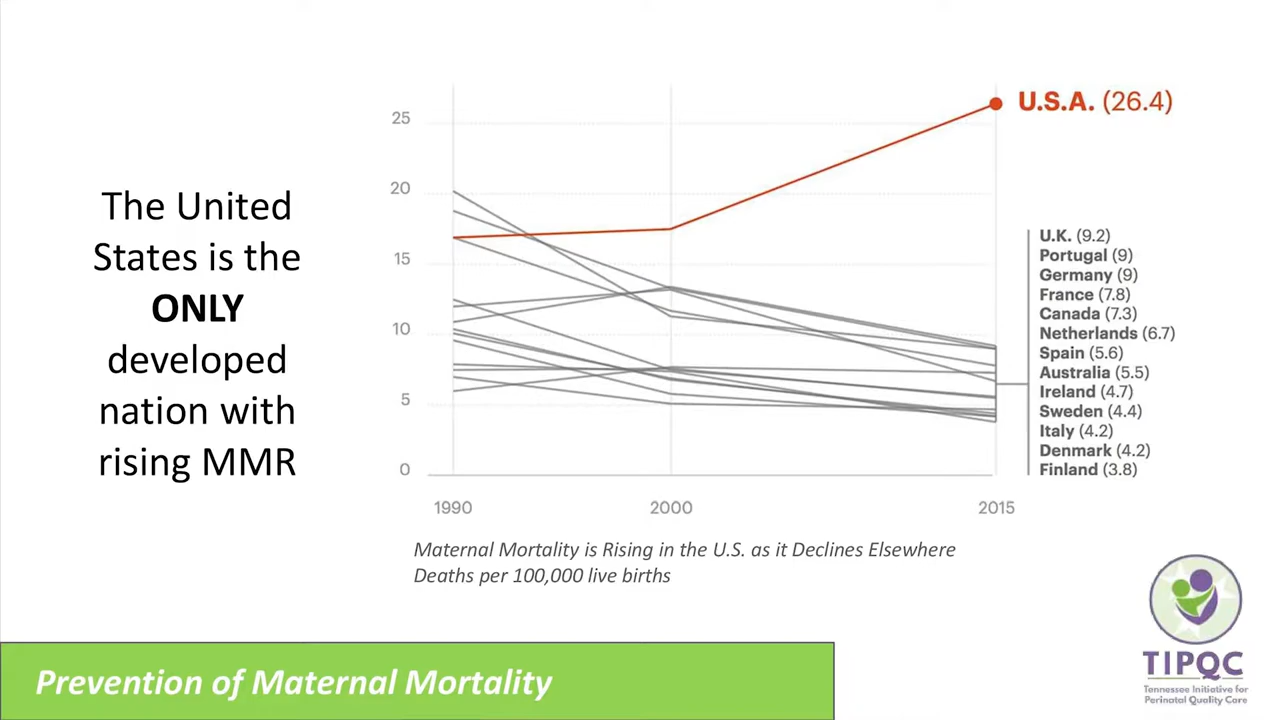 The United
States is the
ONLY
developed
nation with
rising MMR
25
20
15
10
5
0
1990
2000
2015
U.S.A. (26.4)
U.K. (9.2)
Portugal (9)
Germany (9)
France (7.8)
Canada (7.3)
Netherlands (6.7)
Spain (5.6)
Australia (5.5)
Ireland (4.7)
Sweden (4.4)
Italy (4.2)
Denmark (4.2)
Finland (3.8)
Maternal Mortality is Rising in the U.S. as it Declines Elsewhere
Deaths per 100,000 live births
Prevention of Maternal Mortality
TIPQC
Tennessee Initiative for
Perinatal Quality Care